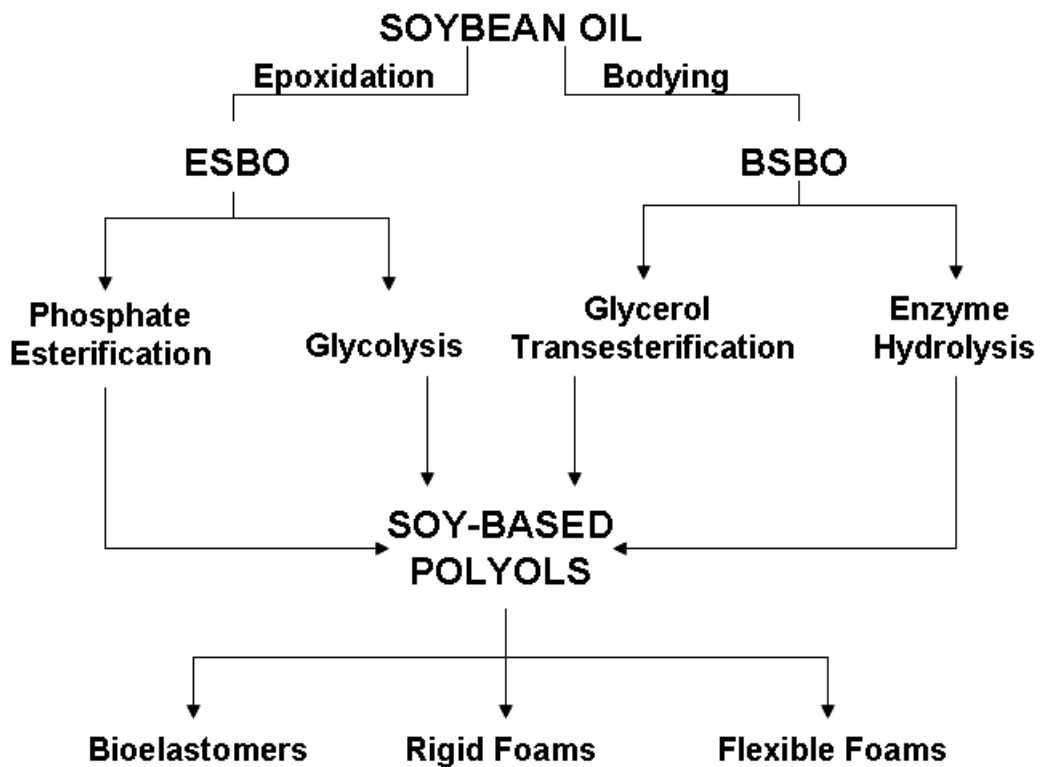 SOYBEAN OIL
Epoxidation
Bodying
ESBO
BSBO
Phosphate
Esterification
Glycolysis
Glycerol
Transesterification
Enzyme
Hydrolysis
SOY-BASED
POLYOLS
Bioelastomers
Rigid Foams
Flexible Foams